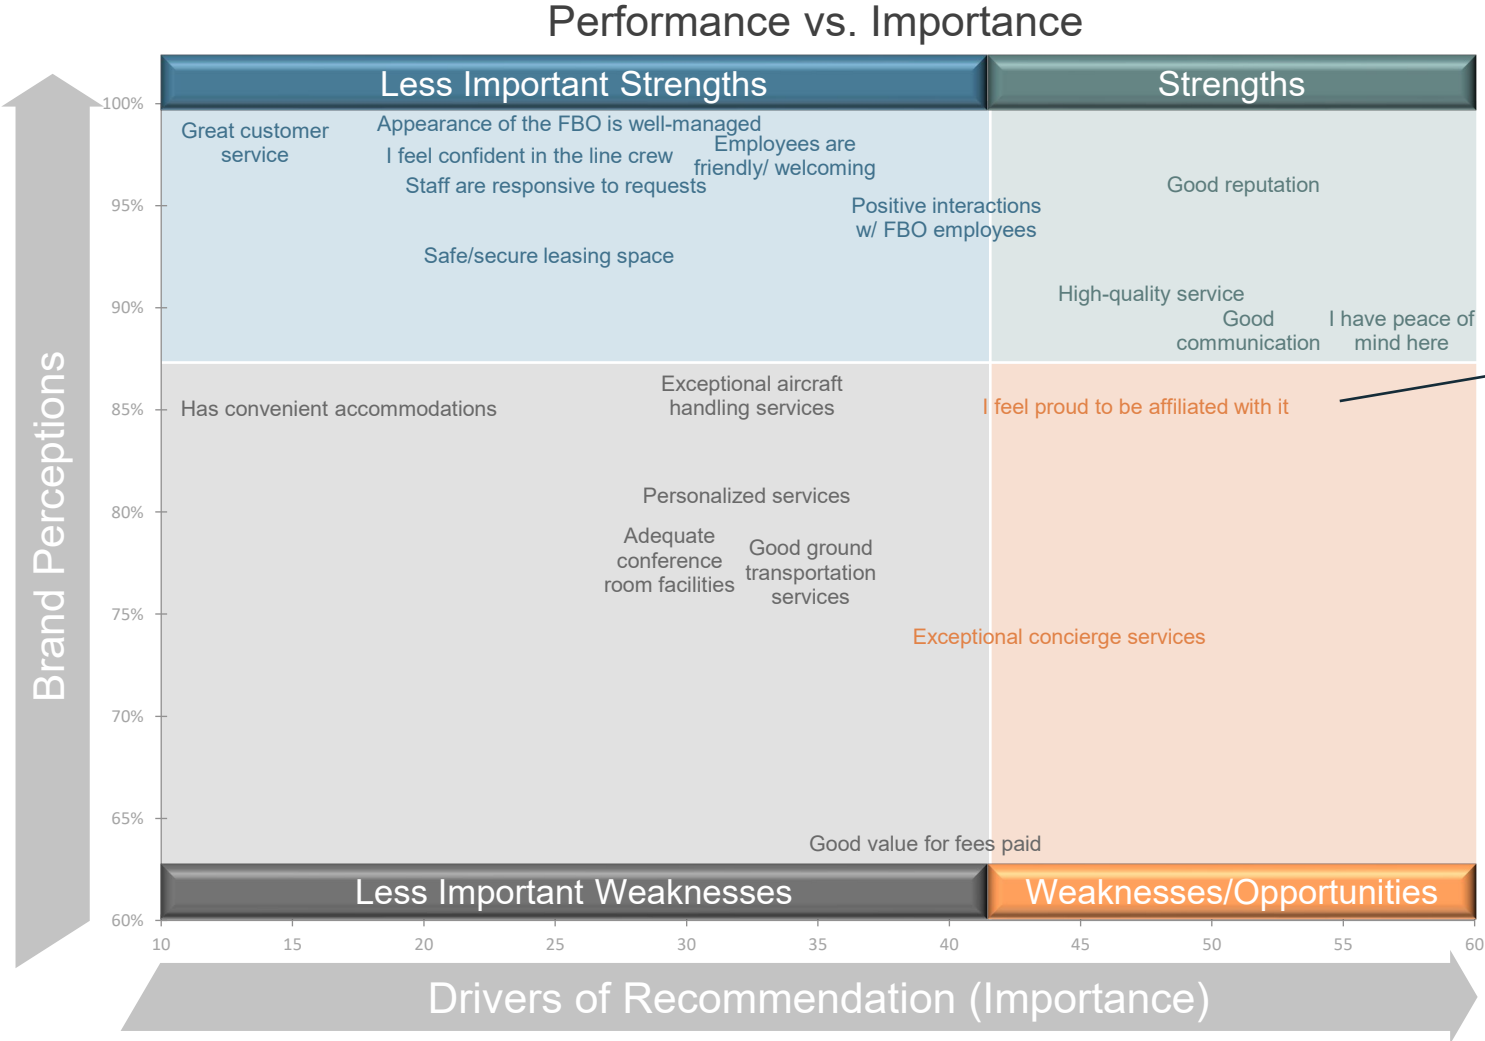 Performance vs. Importance
Less Important Strengths
Strengths
100%
95%
90%
85%
80%
75%
70%
65%
60%
Brand Perceptions
Great customer
service
Appearance of the FBO is well-managed
I feel confident in the line crew
Employees are
friendly/ welcoming
Staff are responsive to requests
Positive interactions
w/ FBO employees
Safe/secure leasing space
Good reputation
High-quality service
Good
communication
I have peace of
mind here
Has convenient accommodations
Exceptional aircraft
handling services
I feel proud to be affiliated with it
Personalized services
Adequate
conference
room facilities
Good ground
transportation
services
Exceptional concierge services
Good value for fees paid
Less Important Weaknesses
Weaknesses/Opportunities
10
15
20
25
30
35
40
45
50
55
60
Drivers of Recommendation (Importance)